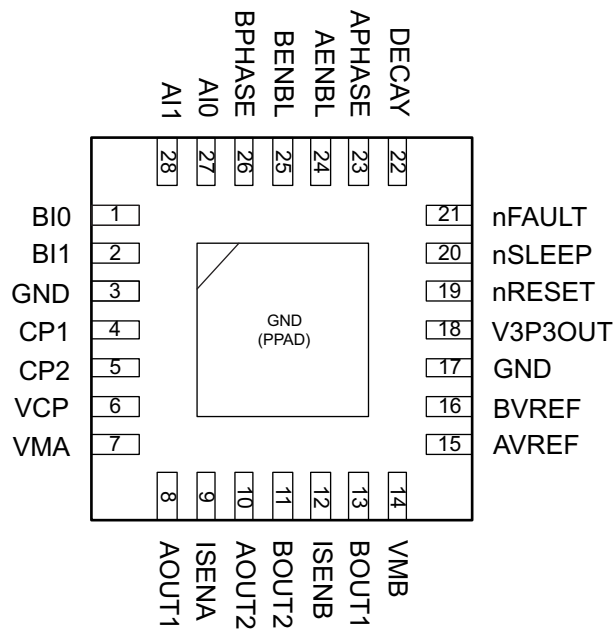 AI1
AI0
BPHASE
BENBL
AENBL
APHASE
DECAY
28
27
26
25
24
23
22
BI0
1
BI1
2
GND
3
CP1
4
CP2
5
VCP
6
VMA
7
GND
(PPAD)
21
nFAULT
20
nSLEEP
19
nRESET
18
V3P3OUT
17
GND
16
BVREF
15
AVREF
8
9
10
11
12
13
14
AOUT1
ISENA
AOUT2
BOUT2
ISENB
BOUT1
VMB